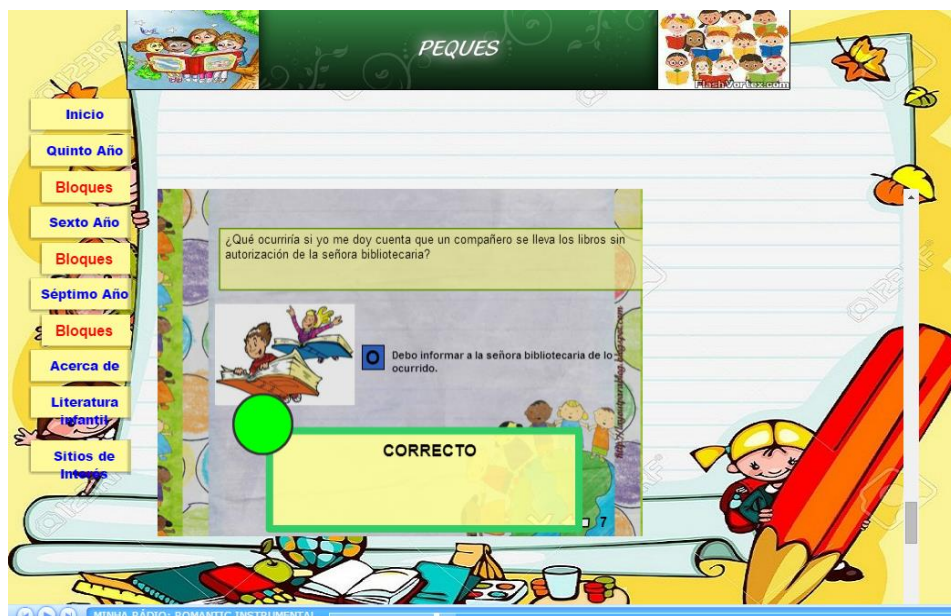 PEQUES
FlashVortex.com
Inicio
Quinto Año
Bloques
Sexto Año
Bloques
Séptimo Año
Bloques
Acerca de
Literatura
infantil
Sitios de
Interés
¿Qué ocurriría si yo me doy cuenta que un compañero se lleva los libros sin
autorización de la señora bibliotecaria?
O
Debo informar a la señora bibliotecaria de lo
ocurrido.
CORRECTO
7
123RF
MINHA RÁDIO: ROMANTIC INSTRUMENTAL